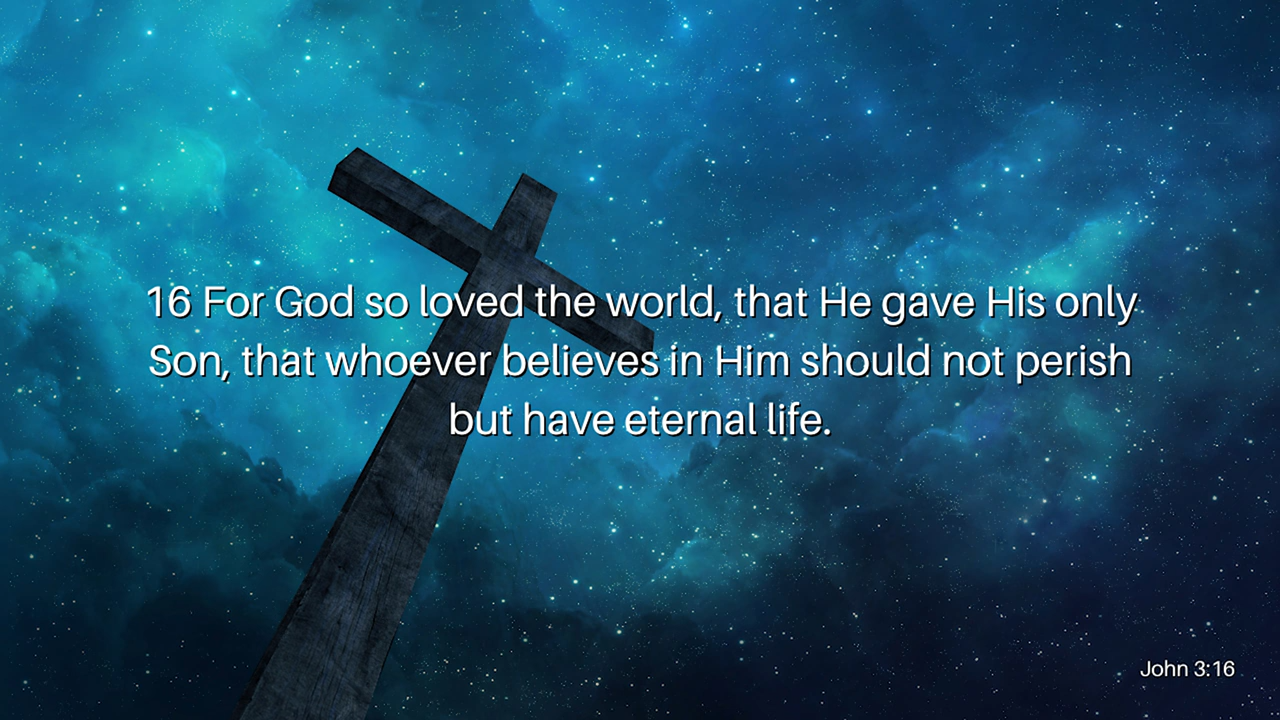 16 For God so loved the world, that He gave His only
Son, that whoever believes in Him should not perish
but have eternal life.
John 3:16